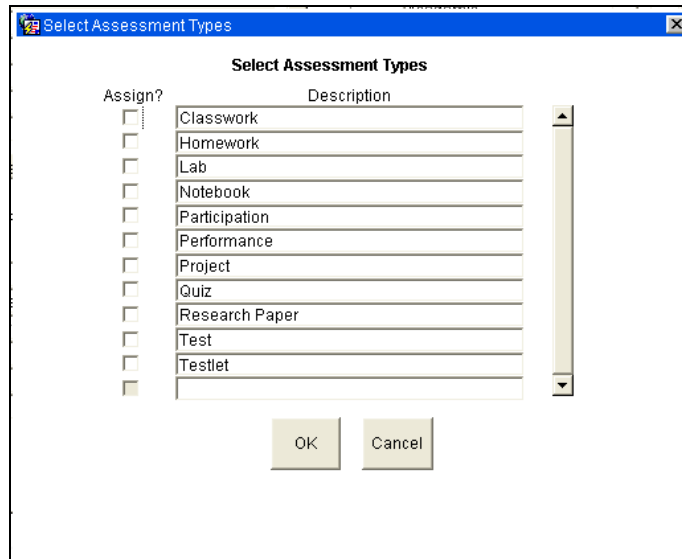 Select Assessment Types
Select Assessment Types
Assign? Description
Classwork
Homework
Lab
Notebook
Participation
Performance
Project
Quiz
Research Paper
Test
Testlet
OK Cancel